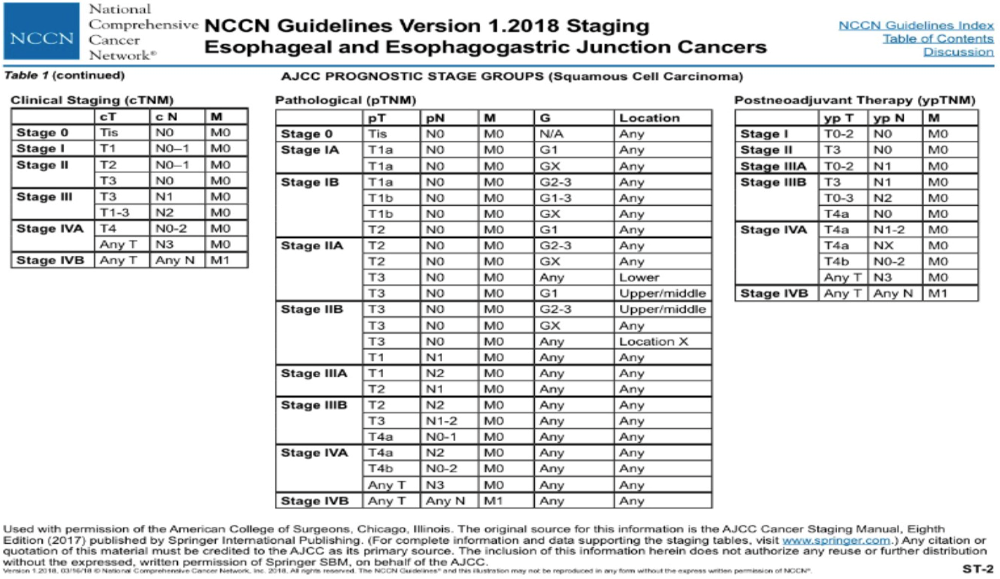 National
Comprehensive
Cancer
Network®
NCCN
NCCN Guidelines Version 1.2018 Staging
Esophageal and Esophagogastric Junction Cancers
NCCN Guidelines Index
Table of Contents
Discussion
Table 1 (continued)
AJCC PROGNOSTIC STAGE GROUPS (Squamous Cell Carcinoma)
Clinical Staging (cTNM)
cT c N M
Stage 0 Tis N0 M0
Stage I T1 N0–1 M0
Stage II T2 N0–1 M0
T3 N0 M0
Stage III T3 N1 M0
T1-3 N2 M0
Stage IVA T4 N0-2 M0
Any T N3 M0
Stage IVB Any T Any N M1
Pathological (pTNM)
pT pN M G Location
Stage 0 Tis N0 M0 N/A Any
Stage IA T1a N0 M0 G1 Any
T1a N0 M0 GX Any
Stage IB T1a N0 M0 G2-3 Any
T1b N0 M0 G1-3 Any
T1b N0 M0 GX Any
T2 N0 M0 G1 Any
Stage IIA T2 N0 M0 G2-3 Any
T2 N0 M0 GX Any
T3 N0 M0 Any Lower
T3 N0 M0 G1 Upper/middle
Stage IIB T3 N0 M0 G2-3 Upper/middle
T3 N0 M0 GX Any
T3 N0 M0 Any Location X
T1 N1 M0 Any Any
Stage IIIA T1 N2 M0 Any Any
T2 N1 M0 Any Any
Stage IIIB T2 N2 M0 Any Any
T3 N1-2 M0 Any Any
T4a N0-1 M0 Any Any
Stage IVA T4a N2 M0 Any Any
T4b N0-2 M0 Any Any
Any T N3 M0 Any Any
Stage IVB Any T Any N M1 Any Any
Postneoadjuvant Therapy (ypTNM)
yp T yp N M
Stage I T0-2 N0 M0
Stage II T3 N0 M0
Stage IIIA T0-2 N1 M0
Stage IIIB T3 N1 M0
T0-3 N2 M0
T4a N0 M0
Stage IVA T4a N1-2 M0
T4a NX M0
T4b N0-2 M0
Any T N3 M0
Stage IVB Any T Any N M1
Used with permission of the American College of Surgeons, Chicago, Illinois. The original source for this information is the AJCC Cancer Staging Manual, Eighth
Edition (2017) published by Springer International Publishing. (For complete information and data supporting the staging tables, visit www.springer.com.) Any citation or
quotation of this material must be credited to the AJCC as its primary source. The inclusion of this information herein does not authorize any reuse or further distribution
without the expressed, written permission of Springer SBM, on behalf of the AJCC.
Version 1.2018, 03/16/18 © National Comprehensive Cancer Network, Inc. 2018, All rights reserved. The NCCN Guidelines® and this illustration may not be reproduced in any form without the express written permission of NCCN®.
ST-2